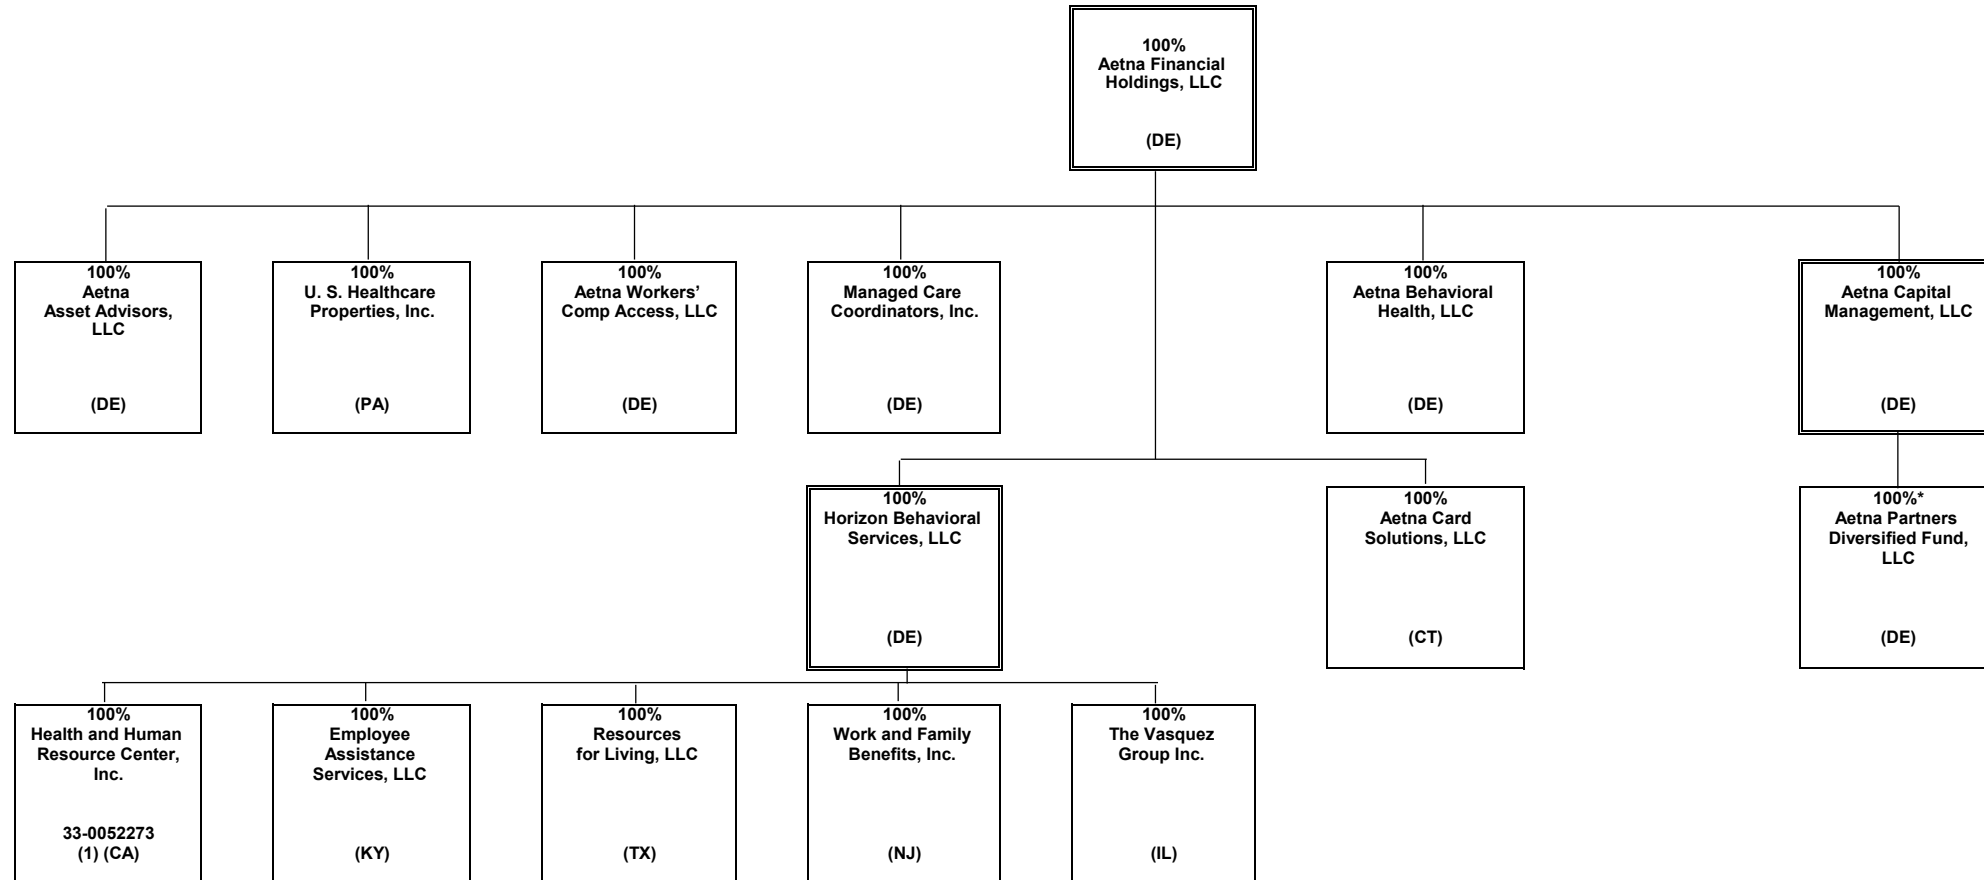 100%
Aetna Financial
Holdings, LLC
(DE)
100%
Aetna
Asset Advisors,
LLC
(DE)
100%
U. S. Healthcare
Properties, Inc.
(PA)
100%
Aetna Workers’
Comp Access, LLC
(DE)
100%
Managed Care
Coordinators, Inc.
(DE)
100%
Aetna Behavioral
Health, LLC
(DE)
100%
Aetna Capital
Management, LLC
(DE)
100%
Horizon Behavioral
Services, LLC
(DE)
100%
Aetna Card
Solutions, LLC
(CT)
100%*
Aetna Partners
Diversified Fund,
LLC
(DE)
100%
Health and Human
Resource Center,
Inc.
33-0052273
(1) (CA)
100%
Employee
Assistance
Services, LLC
(KY)
100%
Resources
for Living, LLC
(TX)
100%
Work and Family
Benefits, Inc.
(NJ)
100%
The Vasquez
Group Inc.
(IL)